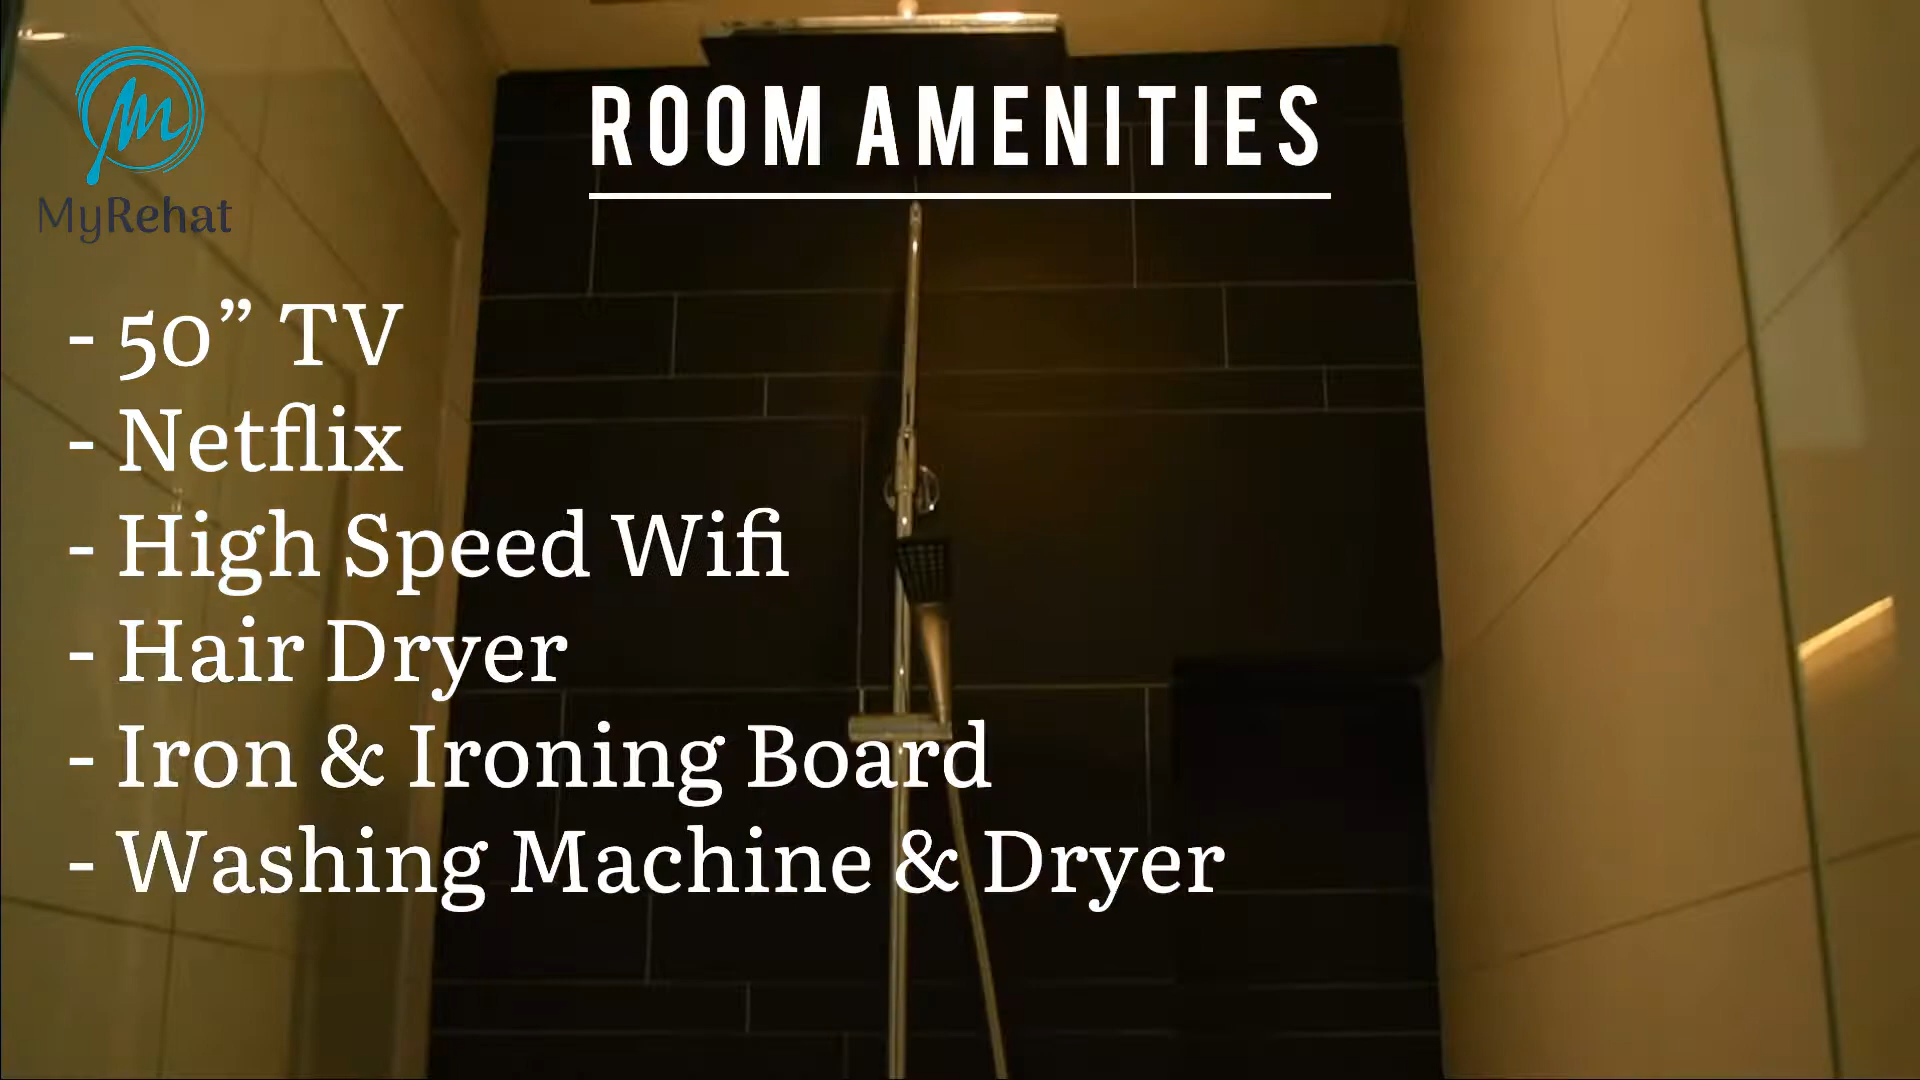 MyRehat
ROOM AMENITIES
- 50” TV
- Netflix
- High Speed Wifi
- Hair Dryer
- Iron & Ironing Board
- Washing Machine & Dryer